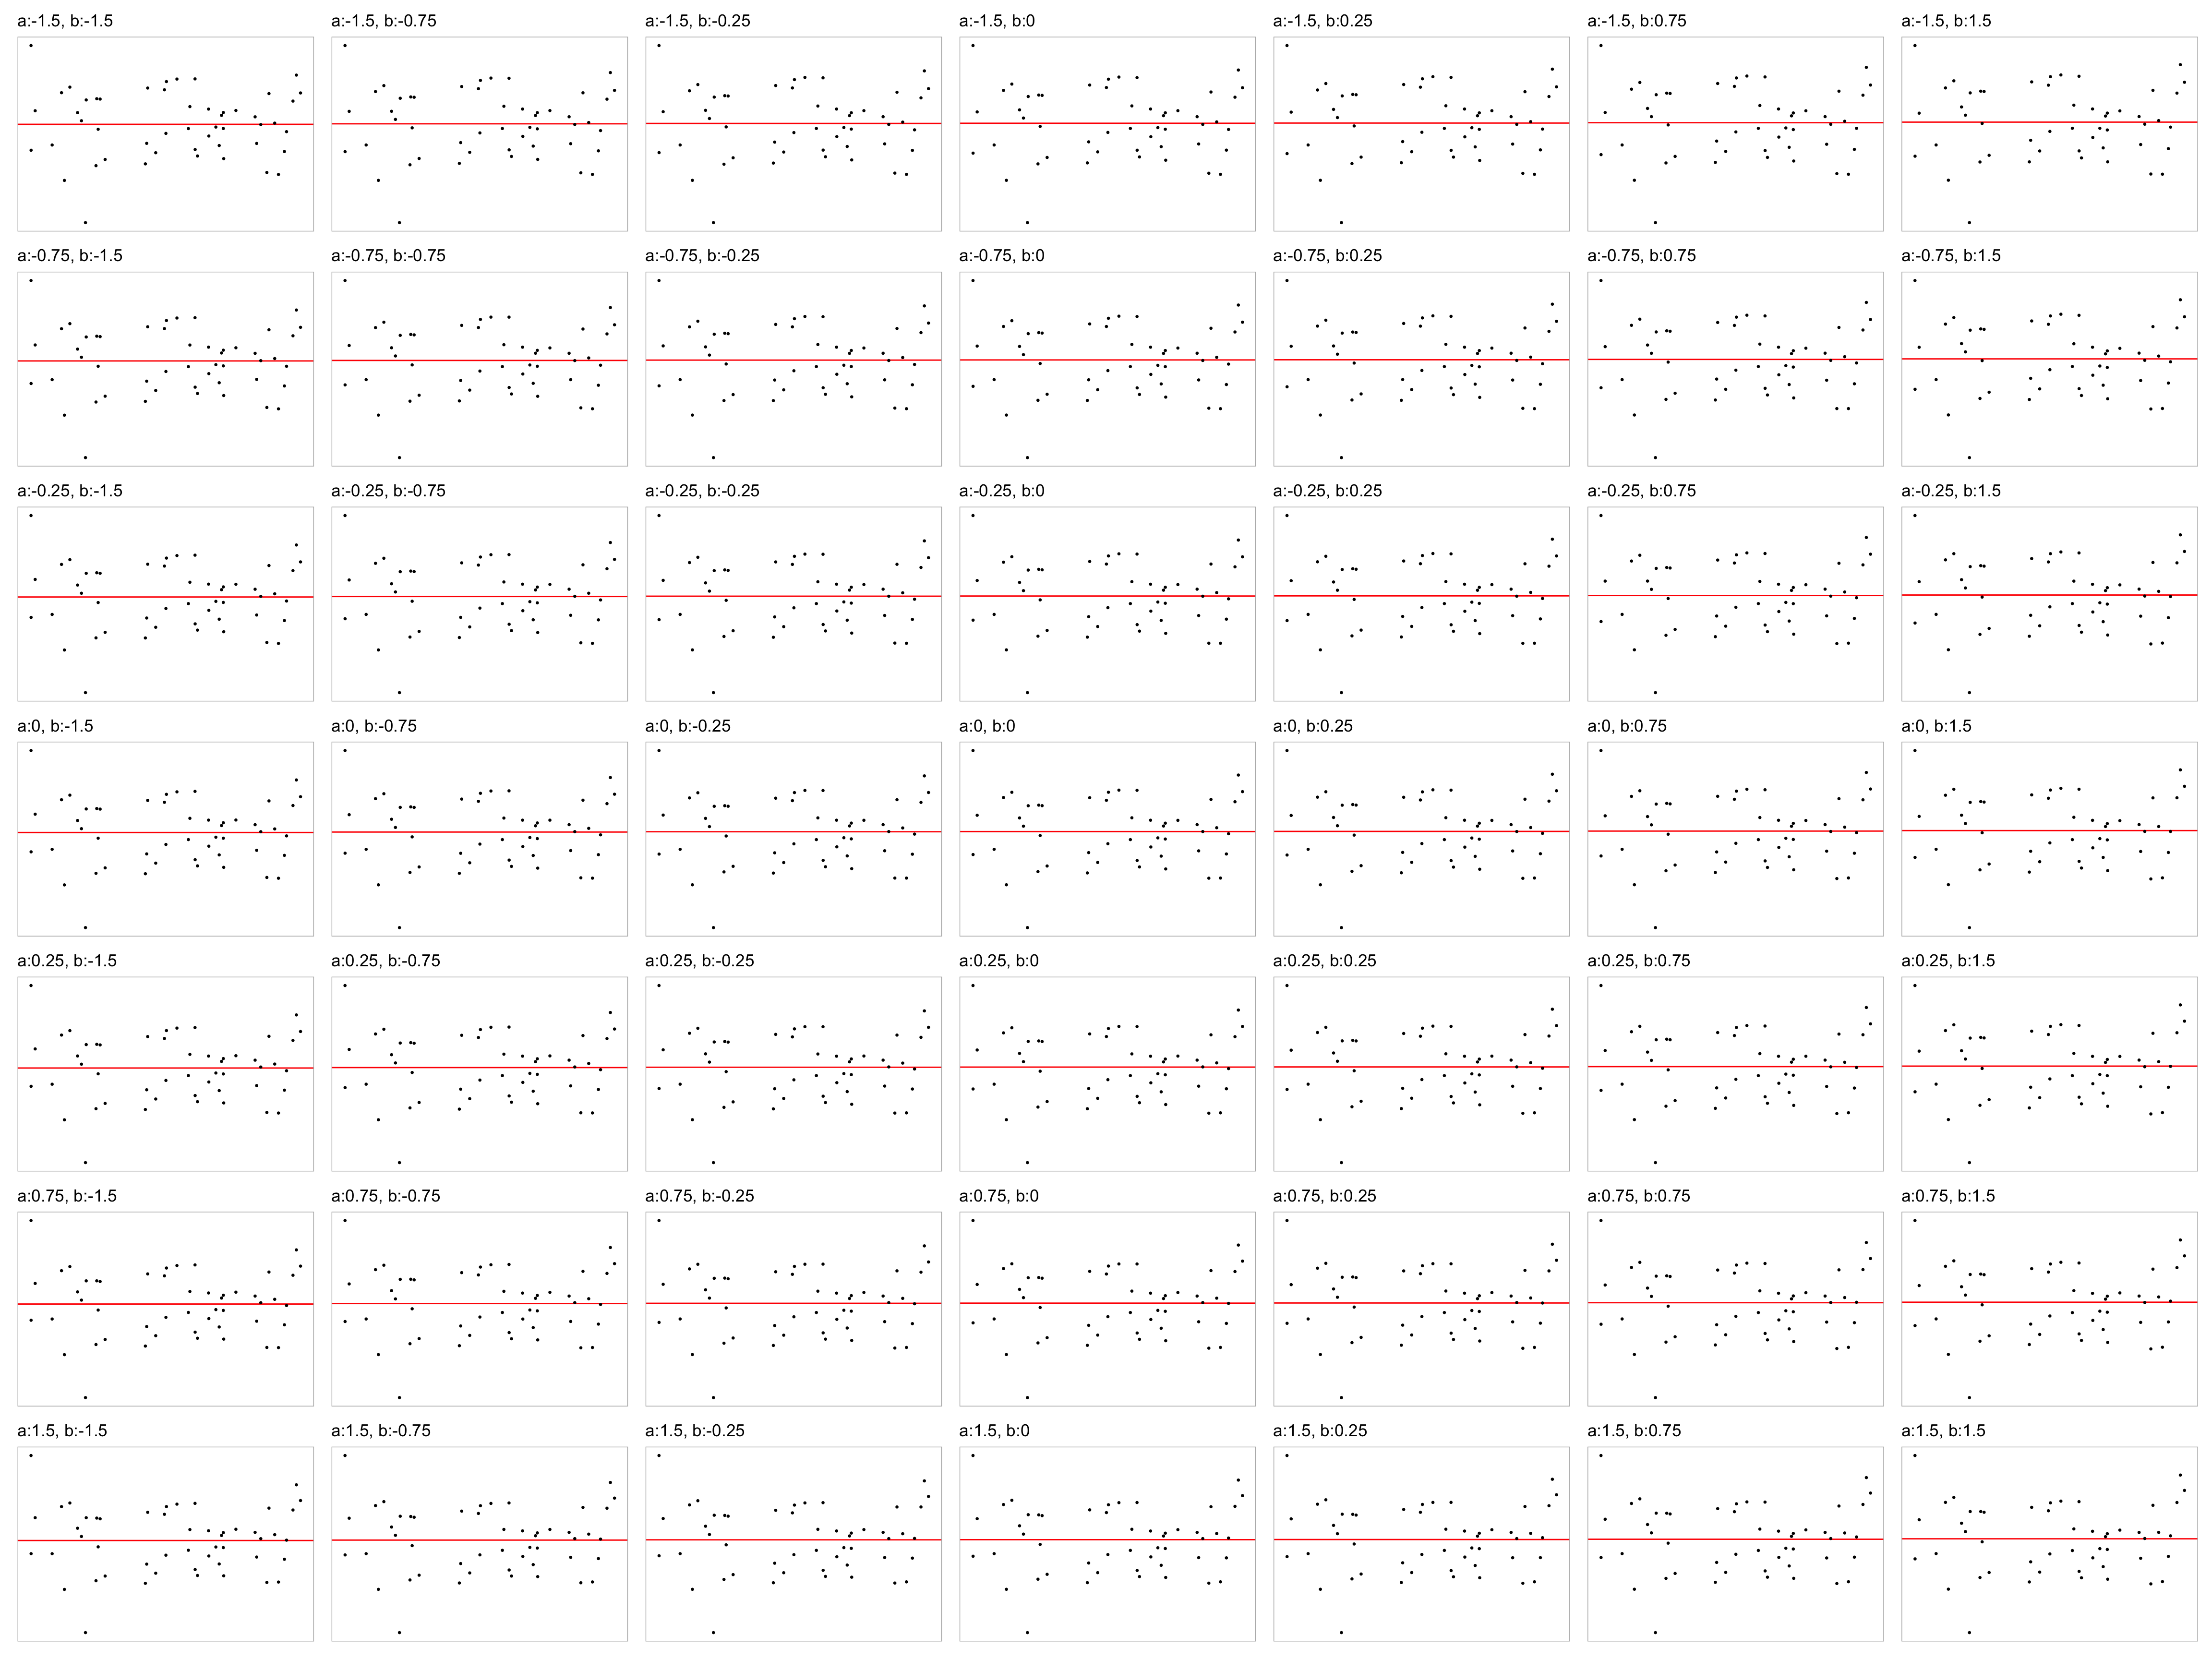 a:-1.5, b:-1.5
a:-1.5, b:-0.75
a:-1.5, b:-0.25
a:-1.5, b:0
a:-1.5, b:0.25
a:-1.5, b:0.75
a:-1.5, b:1.5
a:-0.75, b:-1.5
a:-0.75, b:-0.75
a:-0.75, b:-0.25
a:-0.75, b:0
a:-0.75, b:0.25
a:-0.75, b:0.75
a:-0.75, b:1.5
a:-0.25, b:-1.5
a:-0.25, b:-0.75
a:-0.25, b:-0.25
a:-0.25, b:0
a:-0.25, b:0.25
a:-0.25, b:0.75
a:-0.25, b:1.5
a:0, b:-1.5
a:0, b:-0.75
a:0, b:-0.25
a:0, b:0
a:0, b:0.25
a:0, b:0.75
a:0, b:1.5
a:0.25, b:-1.5
a:0.25, b:-0.75
a:0.25, b:-0.25
a:0.25, b:0
a:0.25, b:0.25
a:0.25, b:0.75
a:0.25, b:1.5
a:0.75, b:-1.5
a:0.75, b:-0.75
a:0.75, b:-0.25
a:0.75, b:0
a:0.75, b:0.25
a:0.75, b:0.75
a:0.75, b:1.5
a:1.5, b:-1.5
a:1.5, b:-0.75
a:1.5, b:-0.25
a:1.5, b:0
a:1.5, b:0.25
a:1.5, b:0.75
a:1.5, b:1.5